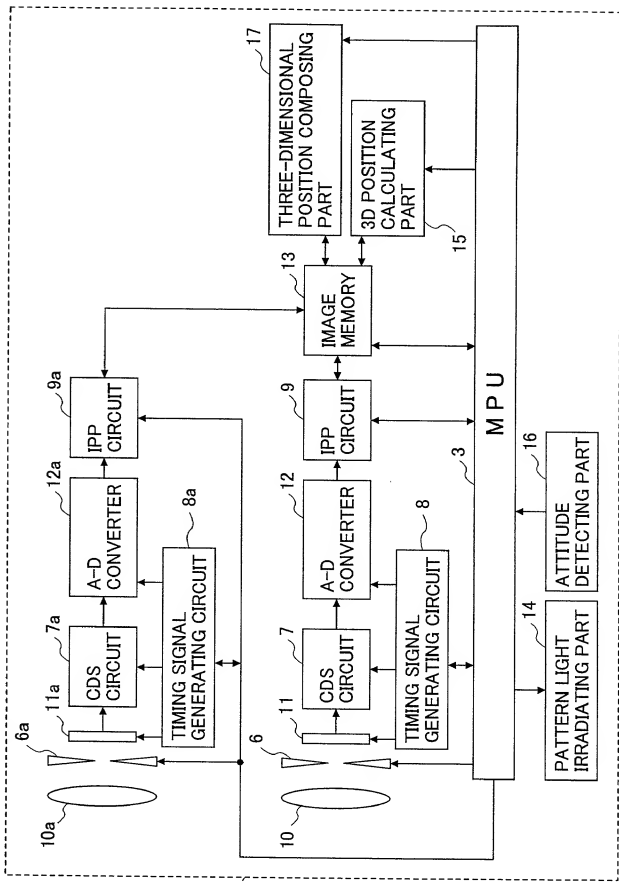 6a
11a
7a
CDS
CIRCUIT
12a
A-D
CONVERTER
9a
IPP
CIRCUIT
10a
TIMING SIGNAL
GENERATING CIRCUIT
8a
17
THREE-DIMENSIONAL
POSITION COMPOSING
PART
13
IMAGE
MEMORY
3D POSITION
CALCULATING
PART
15
6
11
7
CDS
CIRCUIT
12
A-D
CONVERTER
9
IPP
CIRCUIT
10
TIMING SIGNAL
GENERATING CIRCUIT
8
3
MPU
14
PATTERN LIGHT
IRRADIATING PART
16
ATTITUDE
DETECTING PART